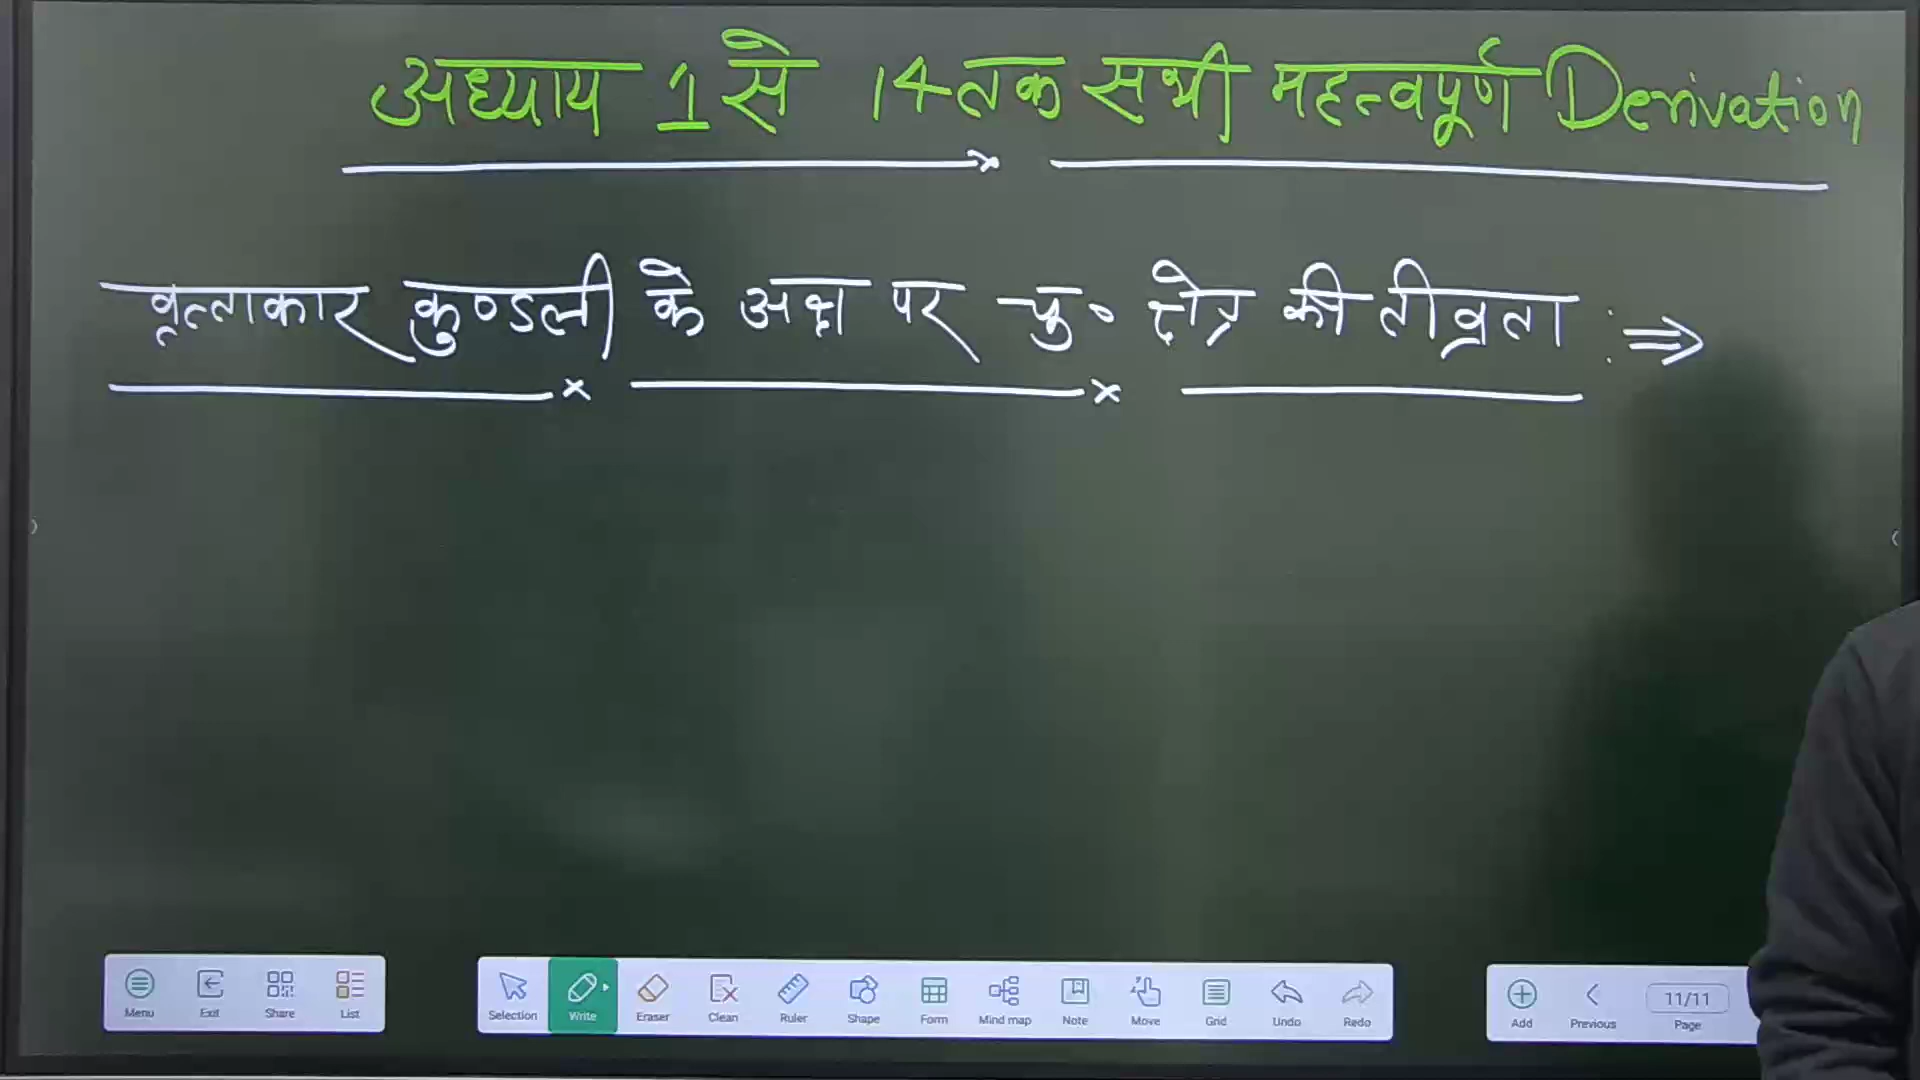 अध्याय 1 से 14 तक सभी महत्वपूर्ण Derivation
वृत्ताकार कुण्डली के अक्ष पर चु० क्षेत्र की तीव्रता :⇒
Menu Exit Share List Selection Write Eraser Clean Ruler Shape Form Mind map Note Move Grid Undo Redo Add Previous 11/11 Page